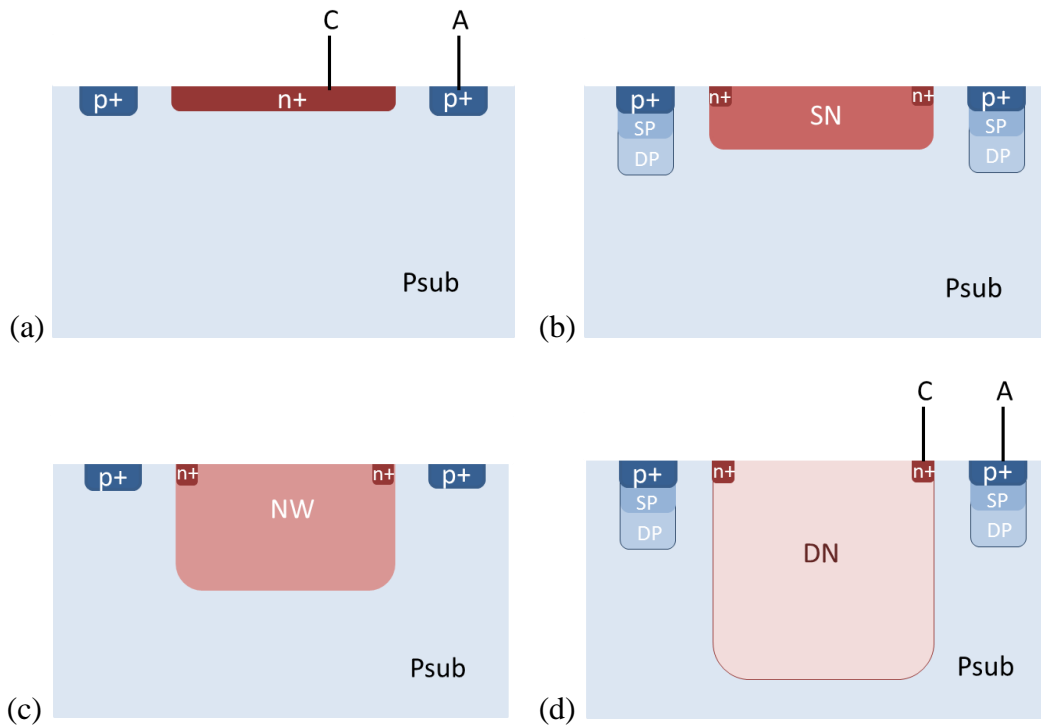 C A
p+ n+ p+
Psub
(a)
p+ n+ SN n+ p+
SP SP
DP DP
Psub
(b)
p+ n+ NW n+ p+
Psub
(c)
C A
p+ n+ n+ p+
SP SP
DP DN DP
Psub
(d)